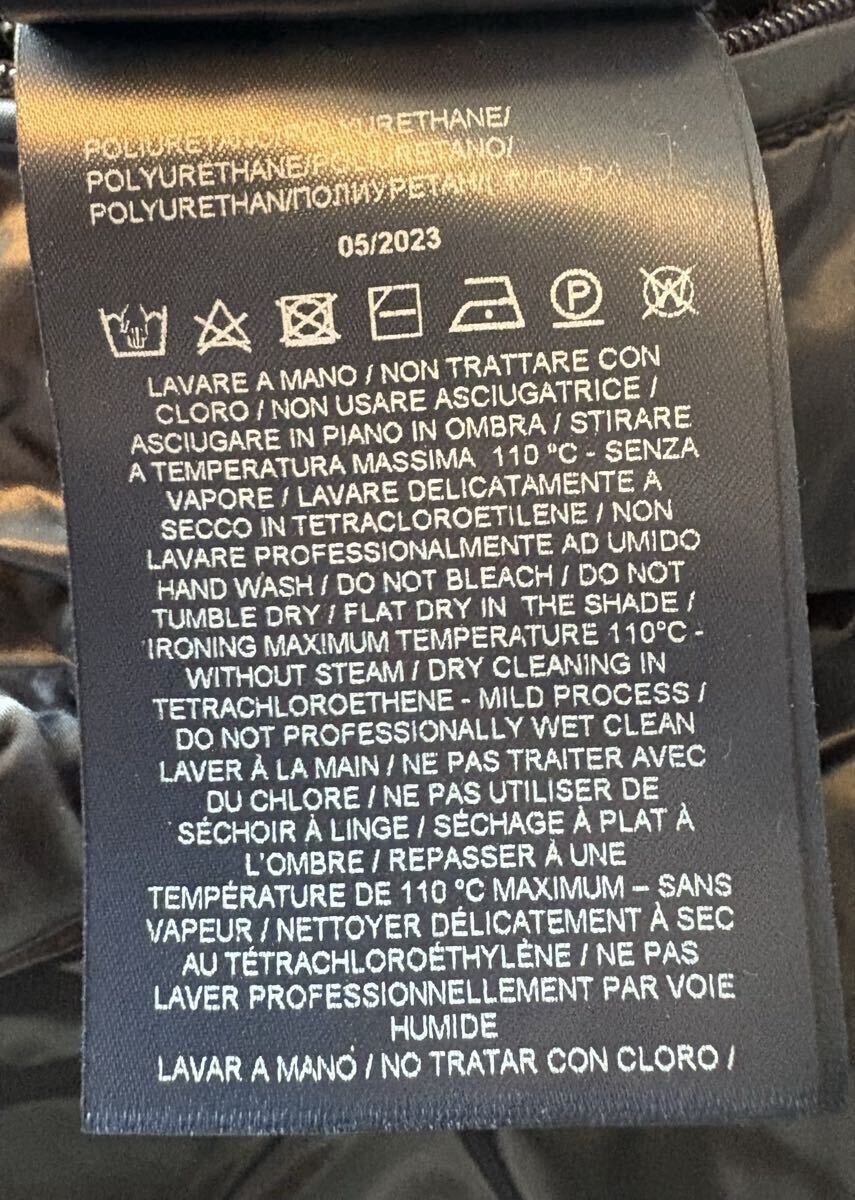 POLIURETANO/POLYURETHANE/
POLYURÉTHANE/POLIURETANO/
POLYURETHAN/ПОЛИУРЕТАН/
05/2023
P W
LAVARE A MANO / NON TRATTARE CON
CLORO / NON USARE ASCIUGATRICE /
ASCIUGARE IN PIANO IN OMBRA / STIRARE
A TEMPERATURA MASSIMA 110 °C - SENZA
VAPORE / LAVARE DELICATAMENTE A
SECCO IN TETRACLOROETILENE / NON
LAVARE PROFESSIONALMENTE AD UMIDO
HAND WASH / DO NOT BLEACH / DO NOT
TUMBLE DRY / FLAT DRY IN THE SHADE /
IRONING MAXIMUM TEMPERATURE 110°C -
WITHOUT STEAM / DRY CLEANING IN
TETRACHLOROETHENE - MILD PROCESS /
DO NOT PROFESSIONALLY WET CLEAN
LAVER À LA MAIN / NE PAS TRAITER AVEC
DU CHLORE / NE PAS UTILISER DE
SÉCHOIR À LINGE / SÉCHAGE À PLAT À
L'OMBRE / REPASSER À UNE
TEMPÉRATURE DE 110 °C MAXIMUM – SANS
VAPEUR / NETTOYER DÉLICATEMENT À SEC
AU TÉTRACHLOROÉTHYLÈNE / NE PAS
LAVER PROFESSIONNELLEMENT PAR VOIE
HUMIDE
LAVAR A MANO / NO TRATAR CON CLORO /